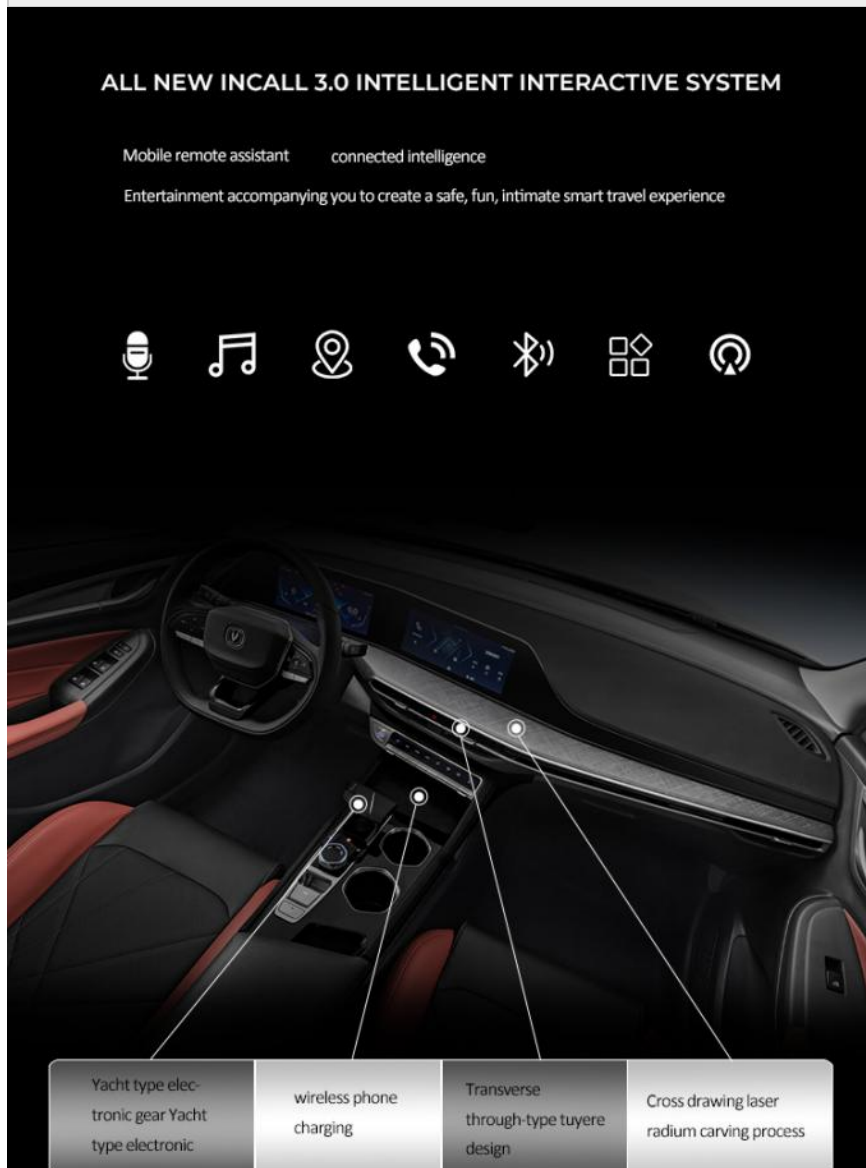 ALL NEW INCALL 3.0 INTELLIGENT INTERACTIVE SYSTEM
Mobile remote assistant connected intelligence
Entertainment accompanying you to create a safe, fun, intimate smart travel experience
Yacht type elec-
tronic gear Yacht
type electronic
wireless phone
charging
Transverse
through-type tuyere
design
Cross drawing laser
radium carving process